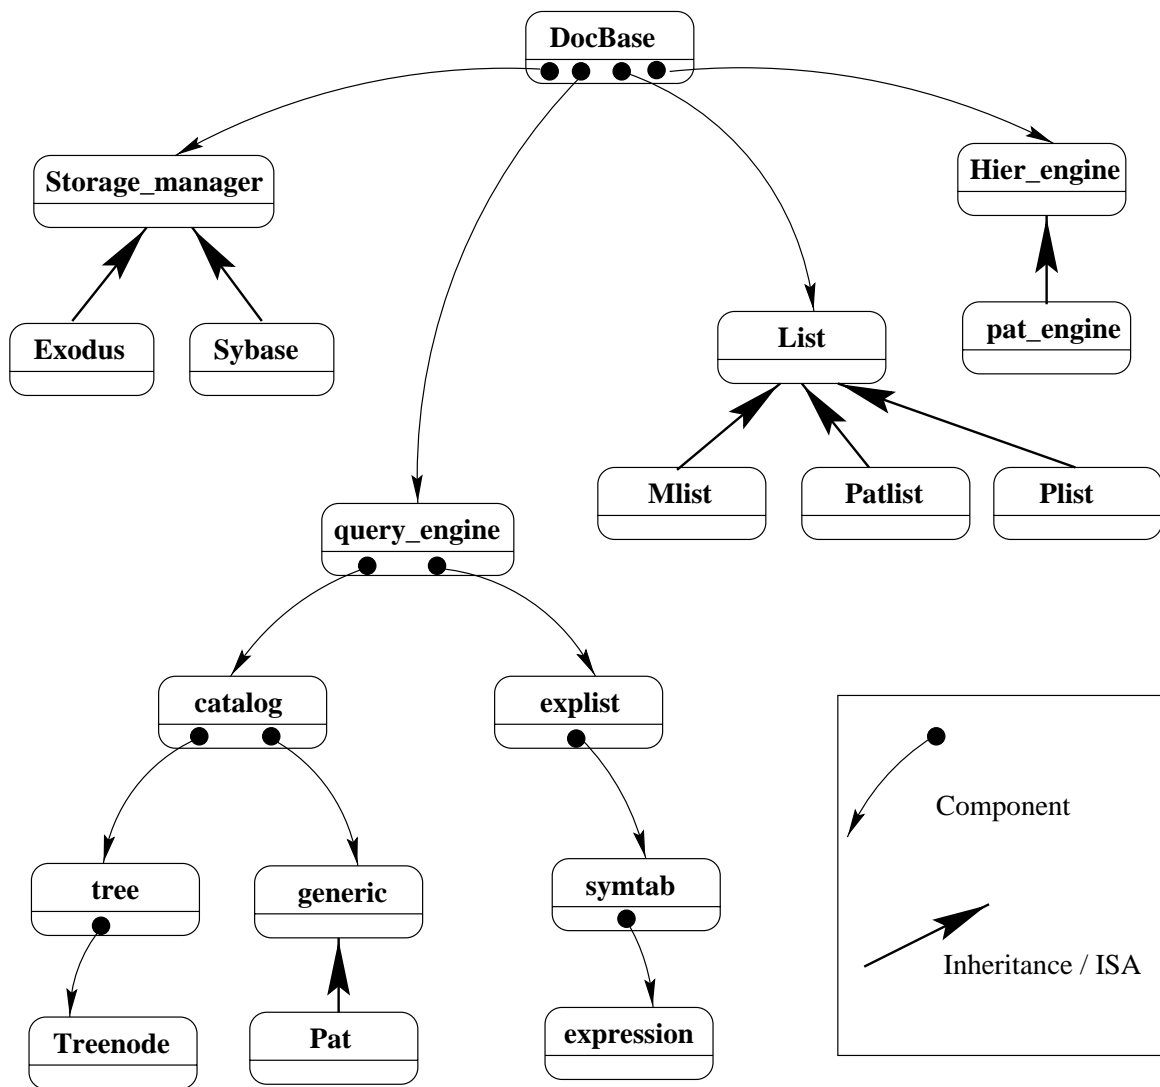 DocBase
Storage_manager
Hier_engine
Exodus
Sybase
List
pat_engine
Mlist
Patlist
Plist
query_engine
catalog
explist
Component
tree
generic
symtab
Inheritance / ISA
Treenode
Pat
expression